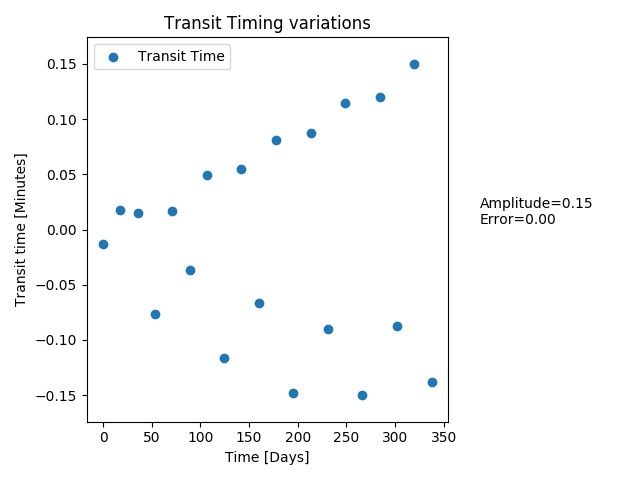 Transit Timing variations
Transit Time
0.15
0.10
0.05
0.00
−0.05
−0.10
−0.15
Transit time [Minutes]
0 50 100 150 200 250 300 350
Time [Days]
Amplitude=0.15
Error=0.00